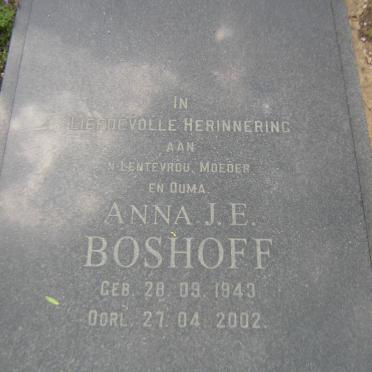 IN
LIEFDEVOLLE HERINNERING
AAN
'N LENTEVROU, MOEDER
EN OUMA.
ANNA J.E.
BOSHOFF
GEB. 28. 09. 1943
OORL. 27. 04. 2002.